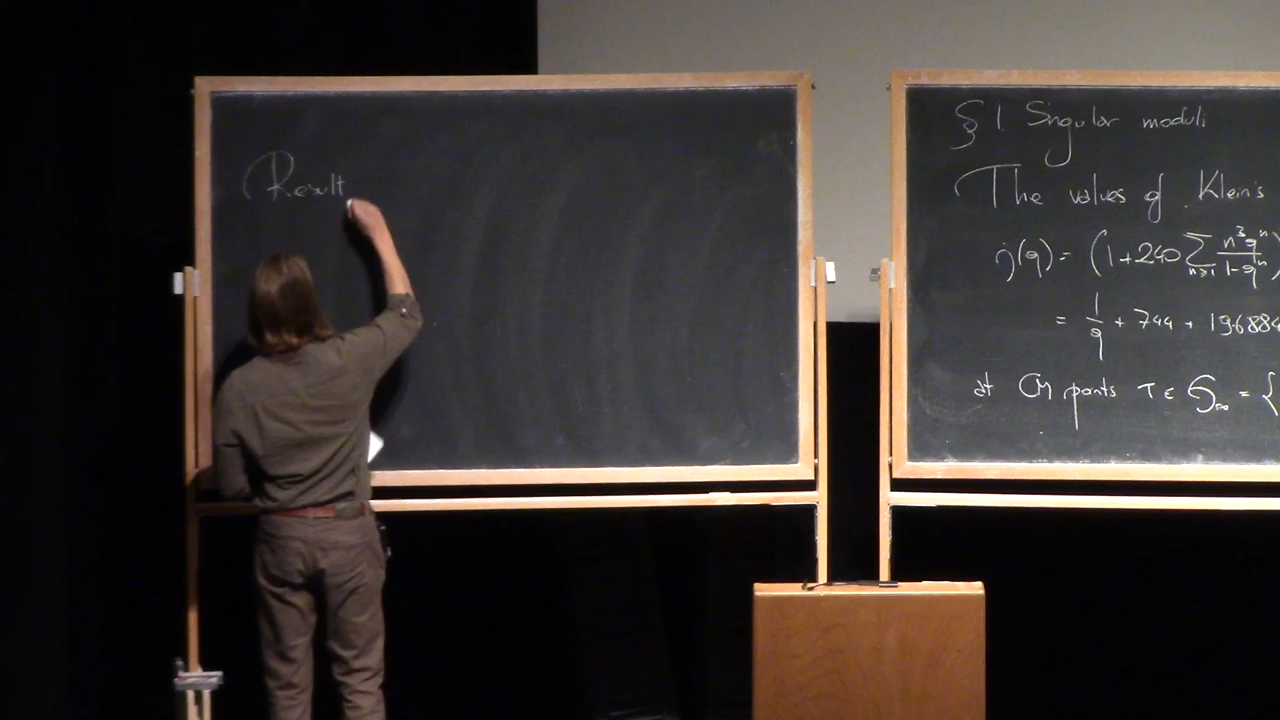 Result
§ 1. Singular moduli
The values of Klein's
j(q) = (1+240 ∑ n≥1 n³qⁿ/1-qⁿ)
= 1/q + 744 + 196884
at CM points τ ∈ ℌ = {